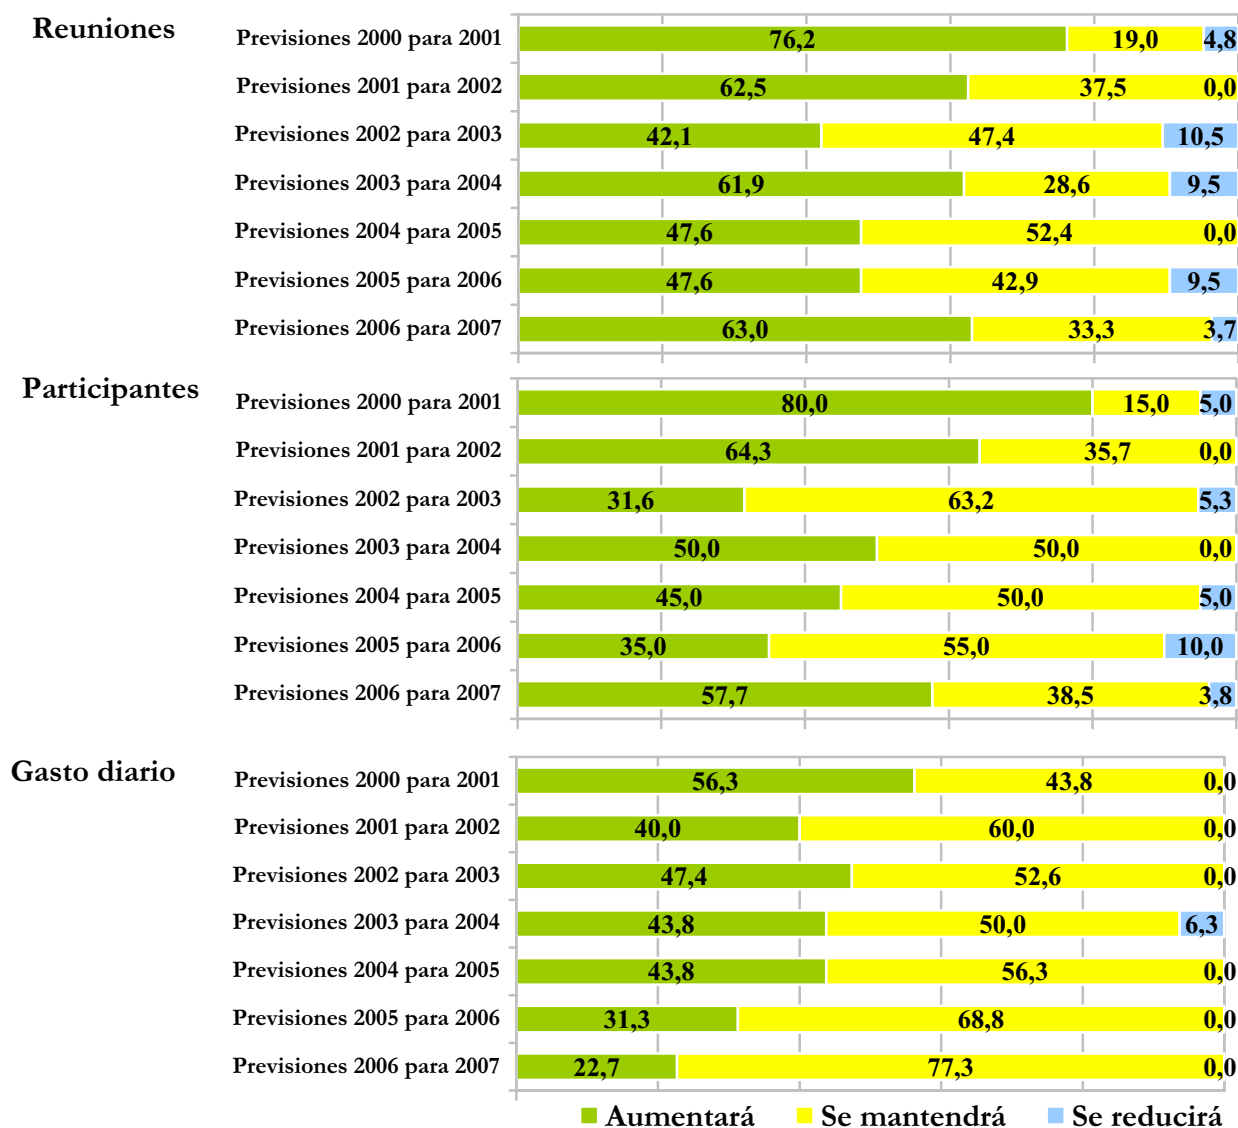 Reuniones
Previsiones 2000 para 2001 76,2 19,0 4,8
Previsiones 2001 para 2002 62,5 37,5 0,0
Previsiones 2002 para 2003 42,1 47,4 10,5
Previsiones 2003 para 2004 61,9 28,6 9,5
Previsiones 2004 para 2005 47,6 52,4 0,0
Previsiones 2005 para 2006 47,6 42,9 9,5
Previsiones 2006 para 2007 63,0 33,3 3,7
Participantes
Previsiones 2000 para 2001 80,0 15,0 5,0
Previsiones 2001 para 2002 64,3 35,7 0,0
Previsiones 2002 para 2003 31,6 63,2 5,3
Previsiones 2003 para 2004 50,0 50,0 0,0
Previsiones 2004 para 2005 45,0 50,0 5,0
Previsiones 2005 para 2006 35,0 55,0 10,0
Previsiones 2006 para 2007 57,7 38,5 3,8
Gasto diario
Previsiones 2000 para 2001 56,3 43,8 0,0
Previsiones 2001 para 2002 40,0 60,0 0,0
Previsiones 2002 para 2003 47,4 52,6 0,0
Previsiones 2003 para 2004 43,8 50,0 6,3
Previsiones 2004 para 2005 43,8 56,3 0,0
Previsiones 2005 para 2006 31,3 68,8 0,0
Previsiones 2006 para 2007 22,7 77,3 0,0
Aumentará Se mantendrá Se reducirá